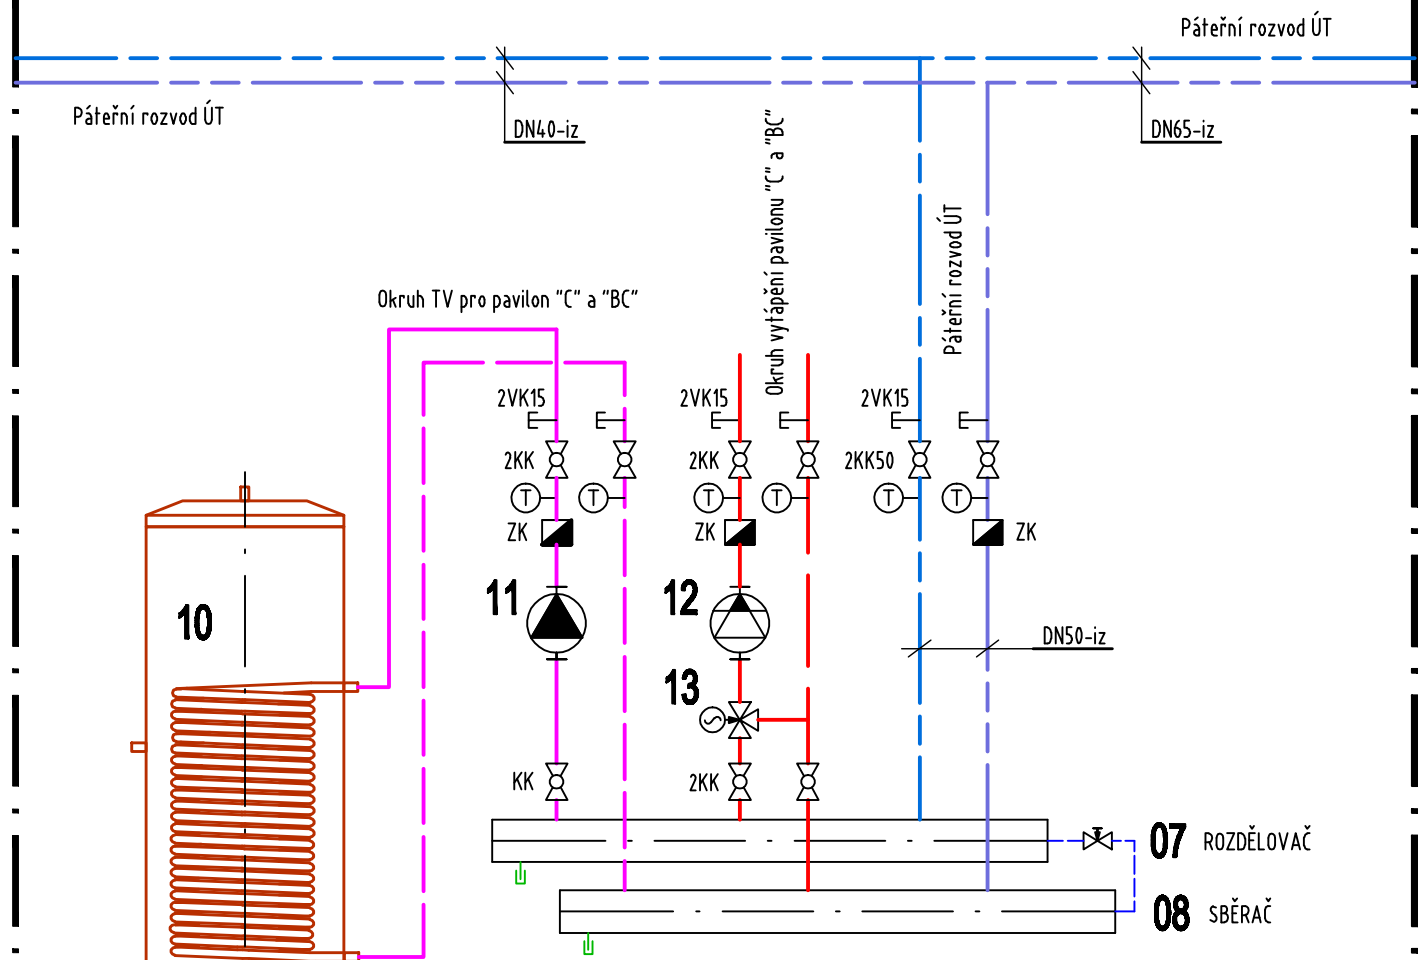 Páteřní rozvod ÚT
Páteřní rozvod ÚT
DN40-iz
DN65-iz
Okruh vytápění pavilonu "C" a "BC"
Páteřní rozvod ÚT
Okruh TV pro pavilon "C" a "BC"
2VK15
2VK15
2VK15
2KK
2KK
2KK50
T
T
T
T
T
T
ZK
ZK
ZK
10
11
12
DN50-iz
13
KK
2KK
07 ROZDĚLOVAČ
08 SBĚRAČ